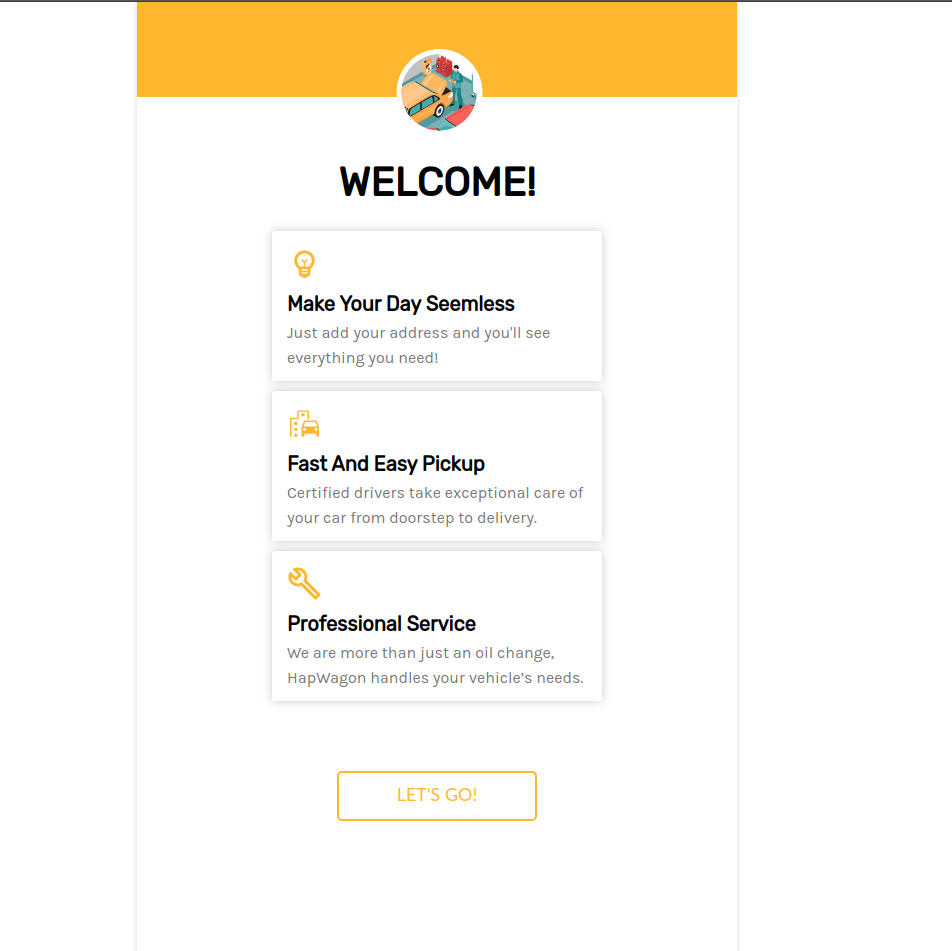 WELCOME!
Make Your Day Seemless
Just add your address and you'll see
everything you need!
Fast And Easy Pickup
Certified drivers take exceptional care of
your car from doorstep to delivery.
Professional Service
We are more than just an oil change,
HapWagon handles your vehicle’s needs.
LET'S GO!